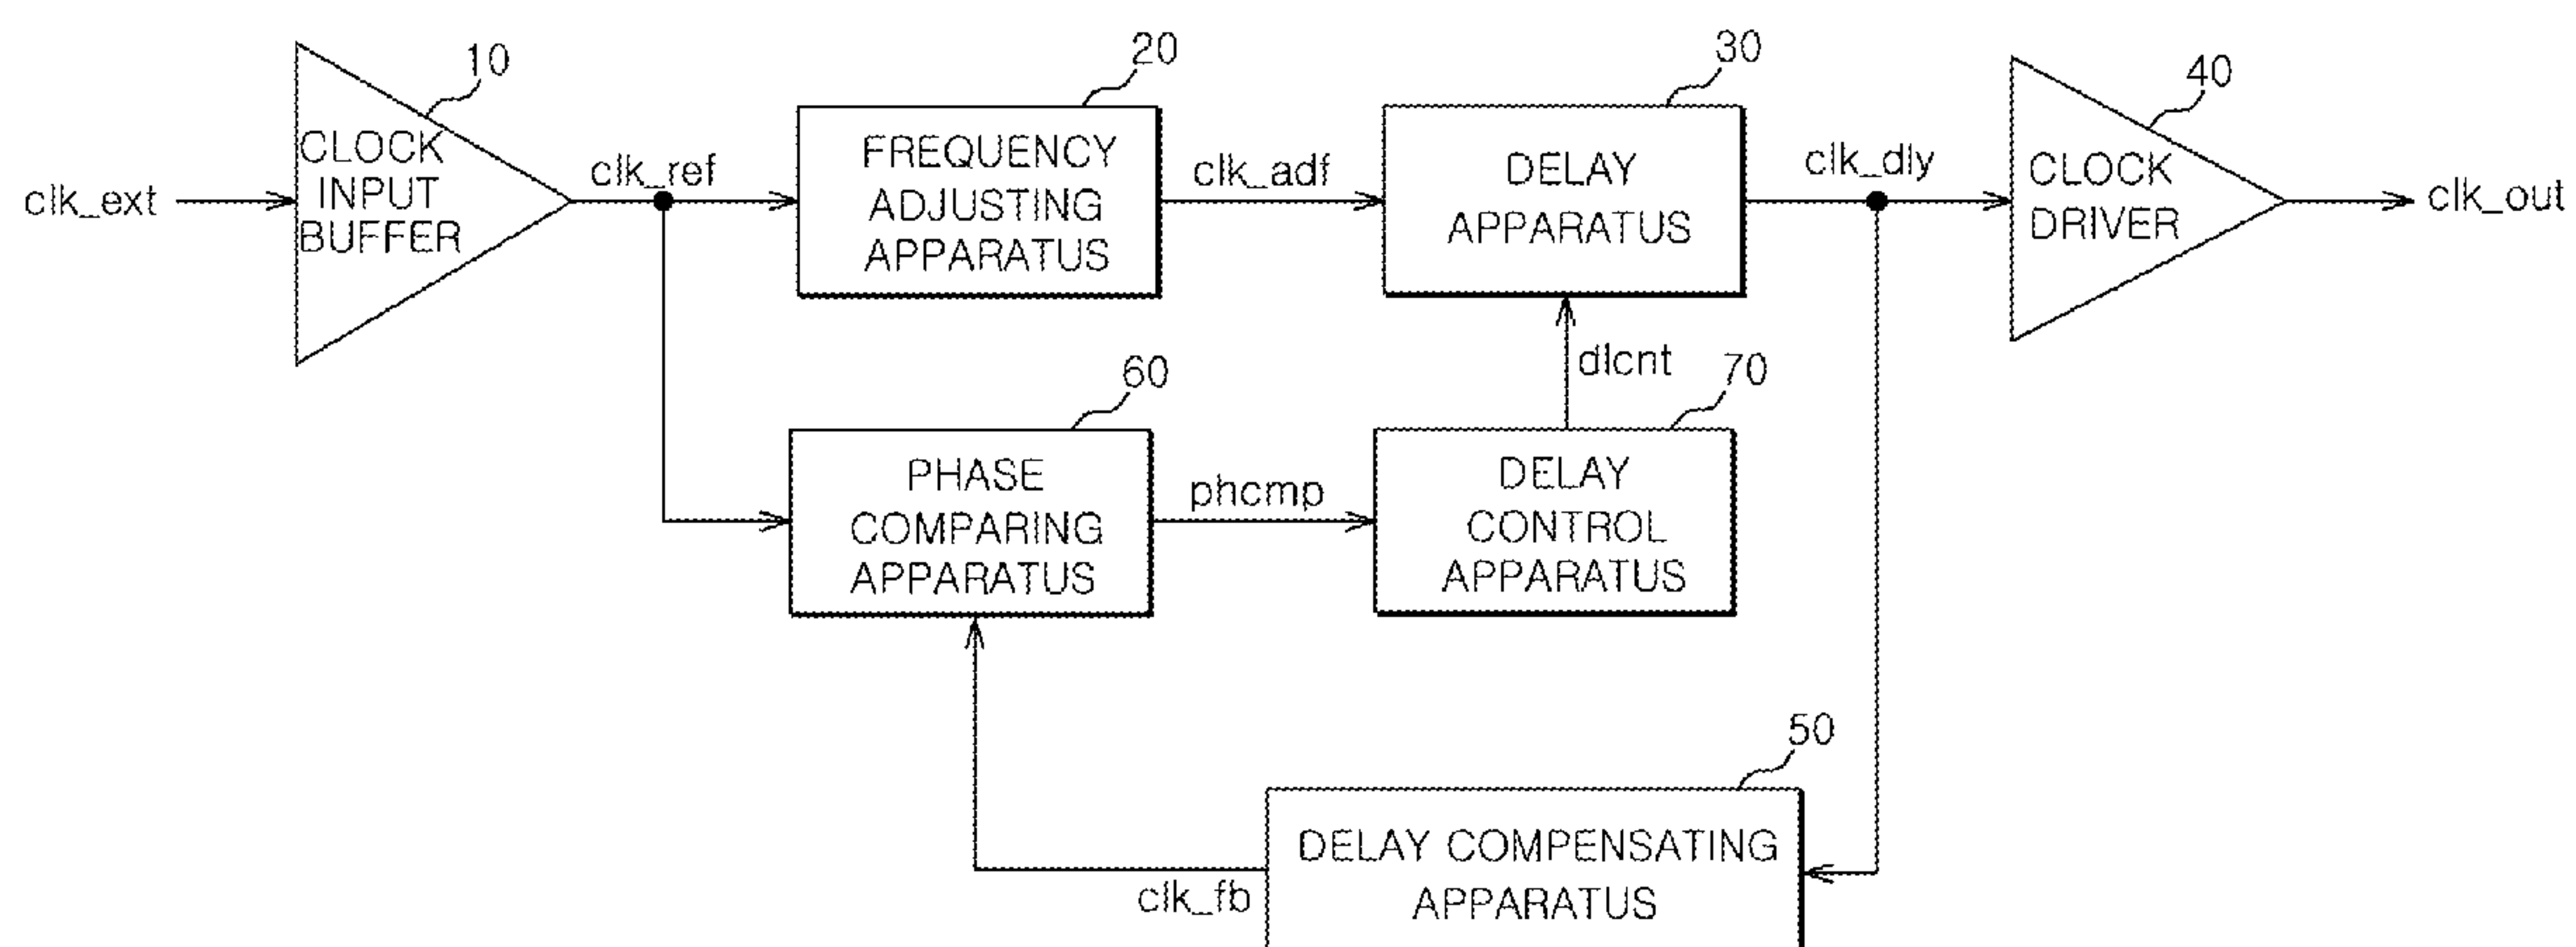 10
20
30
40
CLOCK
INPUT
BUFFER
clk_ext
clk_ref
FREQUENCY
ADJUSTING
APPARATUS
clk_adf
DELAY
APPARATUS
clk_dly
CLOCK
DRIVER
clk_out
dlcnt
60
70
PHASE
COMPARING
APPARATUS
phcmp
DELAY
CONTROL
APPARATUS
50
DELAY COMPENSATING
APPARATUS
clk_fb